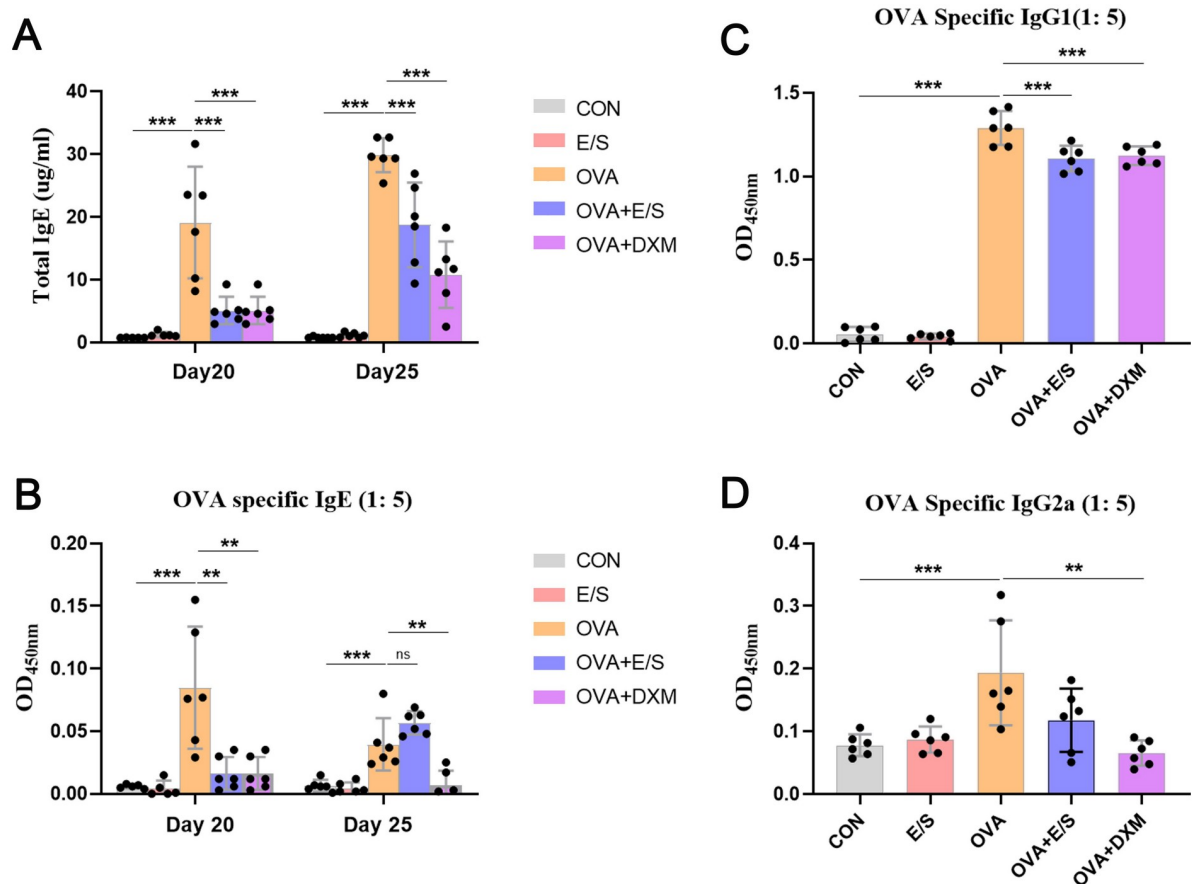 A
***
***
***
***
***
***
Total IgE (ug/ml)
40
30
20
10
0
Day20
Day25
CON
E/S
OVA
OVA+E/S
OVA+DXM
C
OVA Specific IgG1(1: 5)
***
***
***
OD450nm
1.5
1.0
0.5
0.0
CON
E/S
OVA
OVA+E/S
OVA+DXM
B
OVA specific IgE (1: 5)
**
***
**
**
***
ns
OD450nm
0.20
0.15
0.10
0.05
0.00
Day 20
Day 25
CON
E/S
OVA
OVA+E/S
OVA+DXM
D
OVA Specific IgG2a (1: 5)
***
**
OD450nm
0.4
0.3
0.2
0.1
0.0
CON
E/S
OVA
OVA+E/S
OVA+DXM